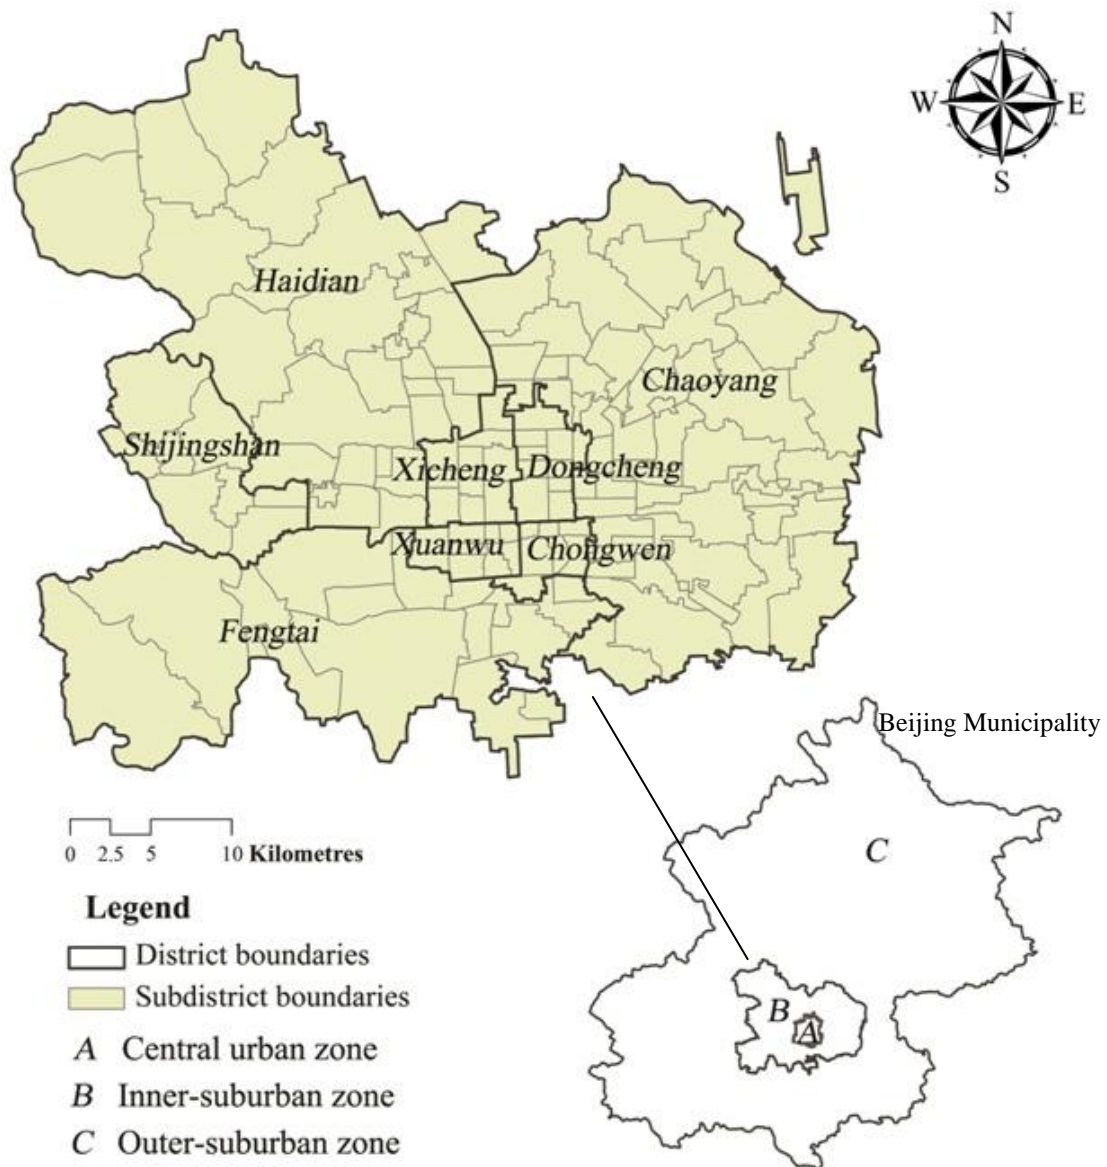 N
W E
S
Haidian
Chaoyang
Shijingshan
Xicheng Dongcheng
Xuanwu Chongwen
Fengtai
Beijing Municipality
0 2.5 5 10 Kilometres
Legend
District boundaries
Subdistrict boundaries
A Central urban zone
B Inner-suburban zone
C Outer-suburban zone
C
B
A